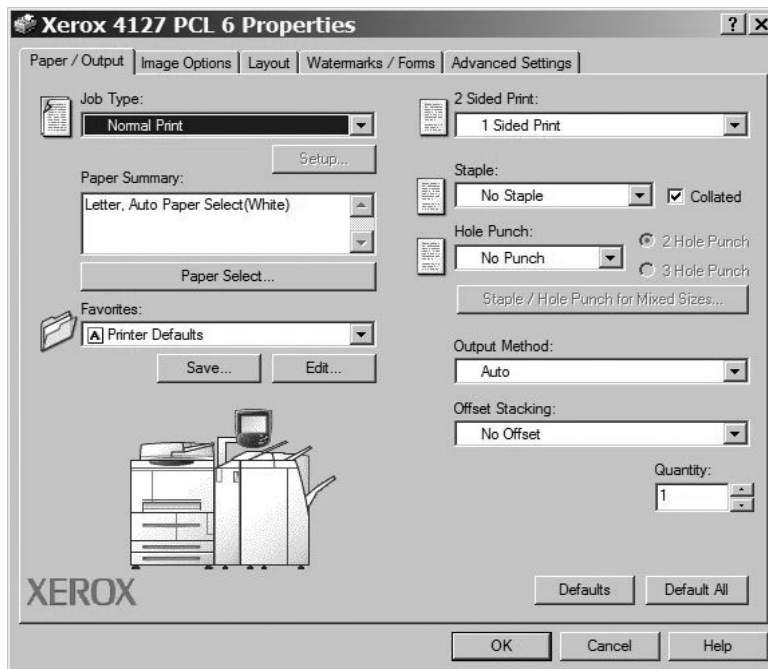 Xerox 4127 PCL 6 Properties
Paper / Output
Image Options
Layout
Watermarks / Forms
Advanced Settings
Job Type:
Normal Print
Setup...
Paper Summary:
Letter, Auto Paper Select(White)
Paper Select...
Favorites:
A Printer Defaults
Save...
Edit...
XEROX
2 Sided Print:
1 Sided Print
Staple:
No Staple
Collated
Hole Punch:
No Punch
2 Hole Punch
3 Hole Punch
Staple / Hole Punch for Mixed Sizes...
Output Method:
Auto
Offset Stacking:
No Offset
Quantity:
1
Defaults
Default All
OK
Cancel
Help